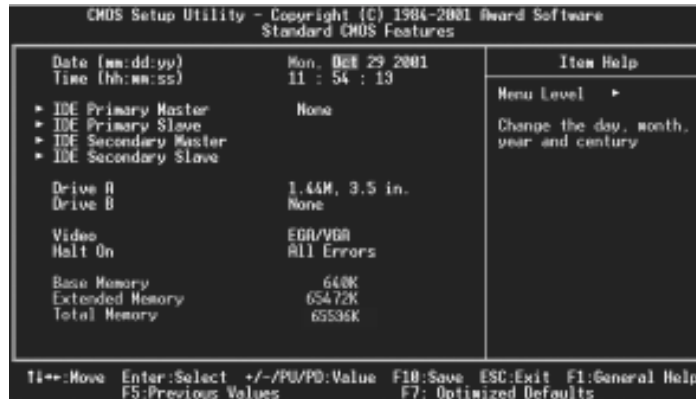 CMOS Setup Utility - Copyright (C) 1984-2001 Award Software
Standard CMOS Features
Date (mm:dd:yy) Mon, Oct 29 2001
Time (hh:mm:ss) 11 : 54 : 13
► IDE Primary Master None
► IDE Primary Slave
► IDE Secondary Master
► IDE Secondary Slave
Drive A 1.44M, 3.5 in.
Drive B None
Video EGA/VGA
Halt On All Errors
Base Memory 640K
Extended Memory 65472K
Total Memory 65536K
Item Help
Menu Level ►
Change the day, month,
year and century
↑↓→←:Move Enter:Select +/-/PU/PD:Value F10:Save ESC:Exit F1:General Help
F5:Previous Values F7: Optimized Defaults